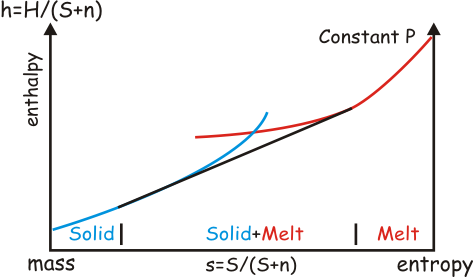 h=H/(S+n)
Constant P
enthalpy
Solid
Solid+Melt
Melt
mass
s=S/(S+n)
entropy